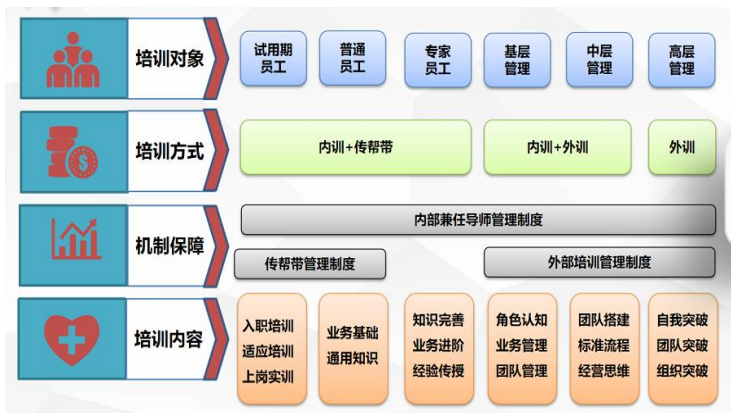 培训对象
试用期
员工
普通
员工
专家
员工
基层
管理
中层
管理
高层
管理
培训方式
内训+传帮带
内训+外训
外训
机制保障
内部兼任导师管理制度
传帮带管理制度
外部培训管理制度
培训内容
入职培训
适应培训
上岗实训
业务基础
通用知识
知识完善
业务进阶
经验传授
角色认知
业务管理
团队管理
团队搭建
标准流程
经营思维
自我突破
团队突破
组织突破